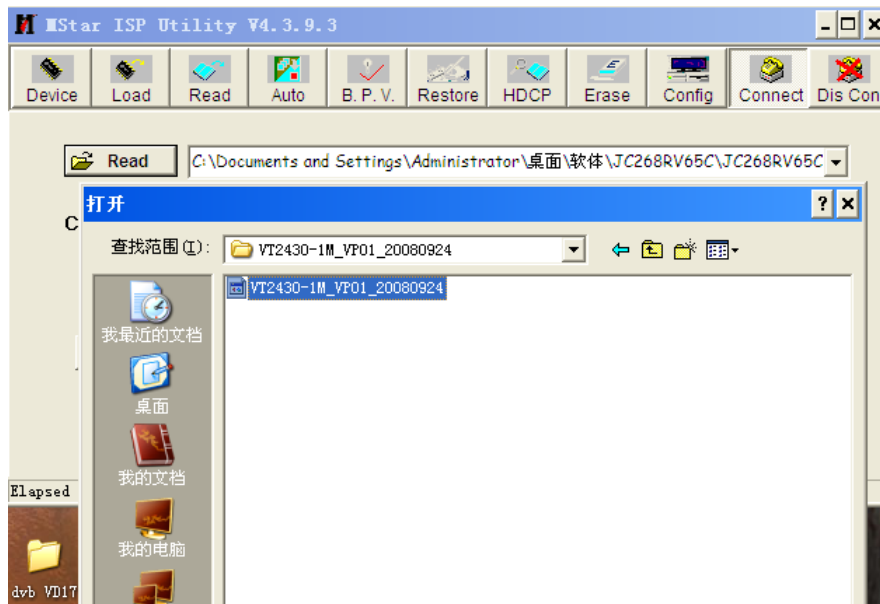 MStar ISP Utility V4.3.9.3
Device Load Read Auto B.P.V. Restore HDCP Erase Config Connect Dis Con
Read C:\Documents and Settings\Administrator\桌面\软体\JC268RV65C\JC268RV65C
打开
C
查找范围(I): VT2430-1M_VP01_20080924
VT2430-1M_VP01_20080924
我最近的文档
桌面
我的文档
Elapsed
我的电脑
dvb VD17